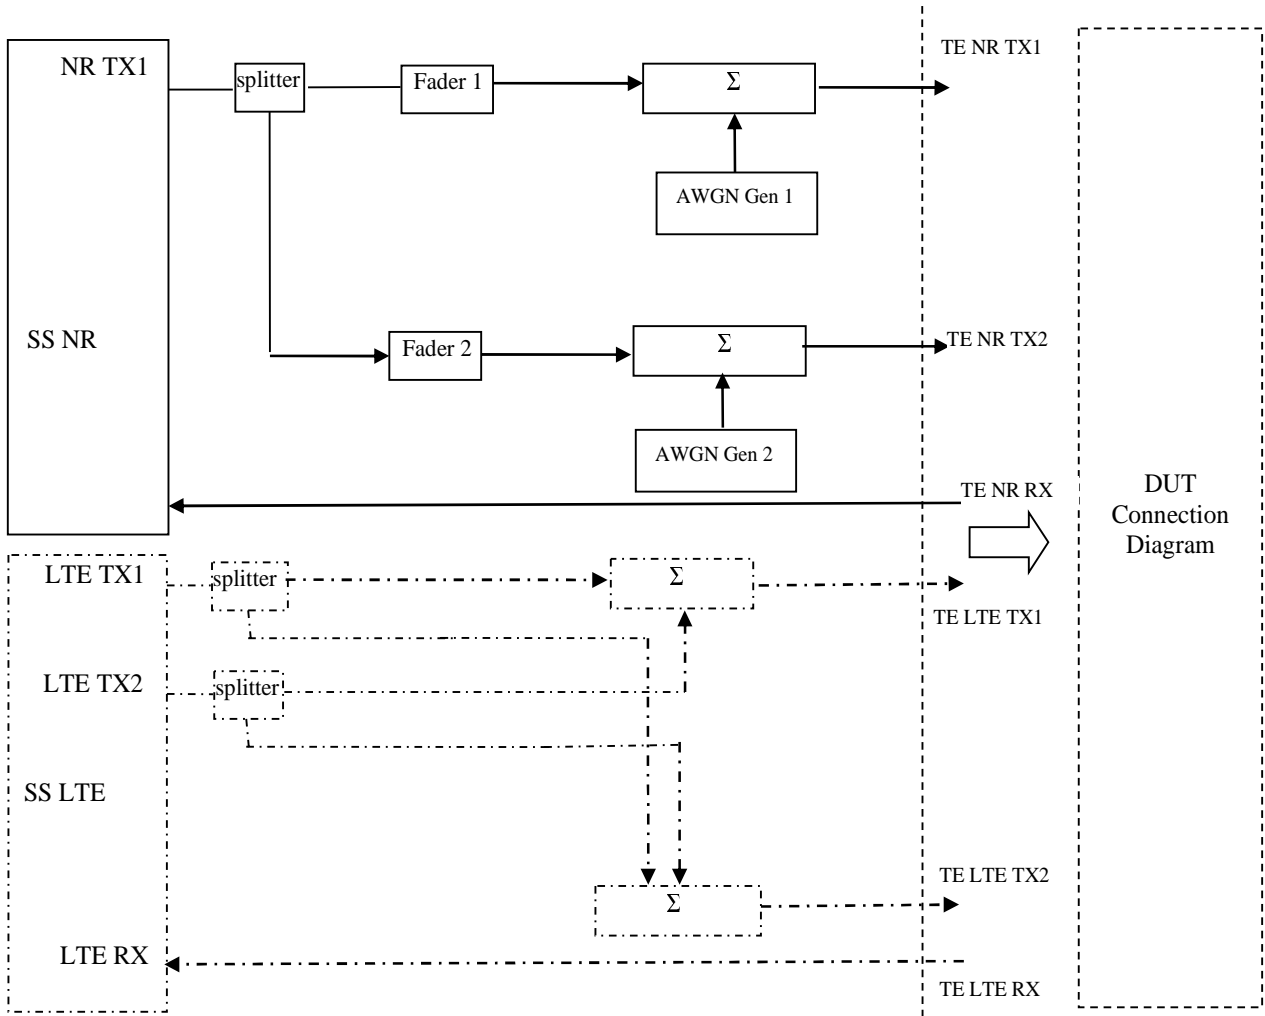 TE NR TX1
NR TX1
splitter
Fader 1
Σ
AWGN Gen 1
SS NR
Fader 2
Σ
TE NR TX2
AWGN Gen 2
TE NR RX
DUT
Connection
Diagram
LTE TX1
splitter
Σ
TE LTE TX1
LTE TX2
splitter
SS LTE
TE LTE TX2
Σ
LTE RX
TE LTE RX